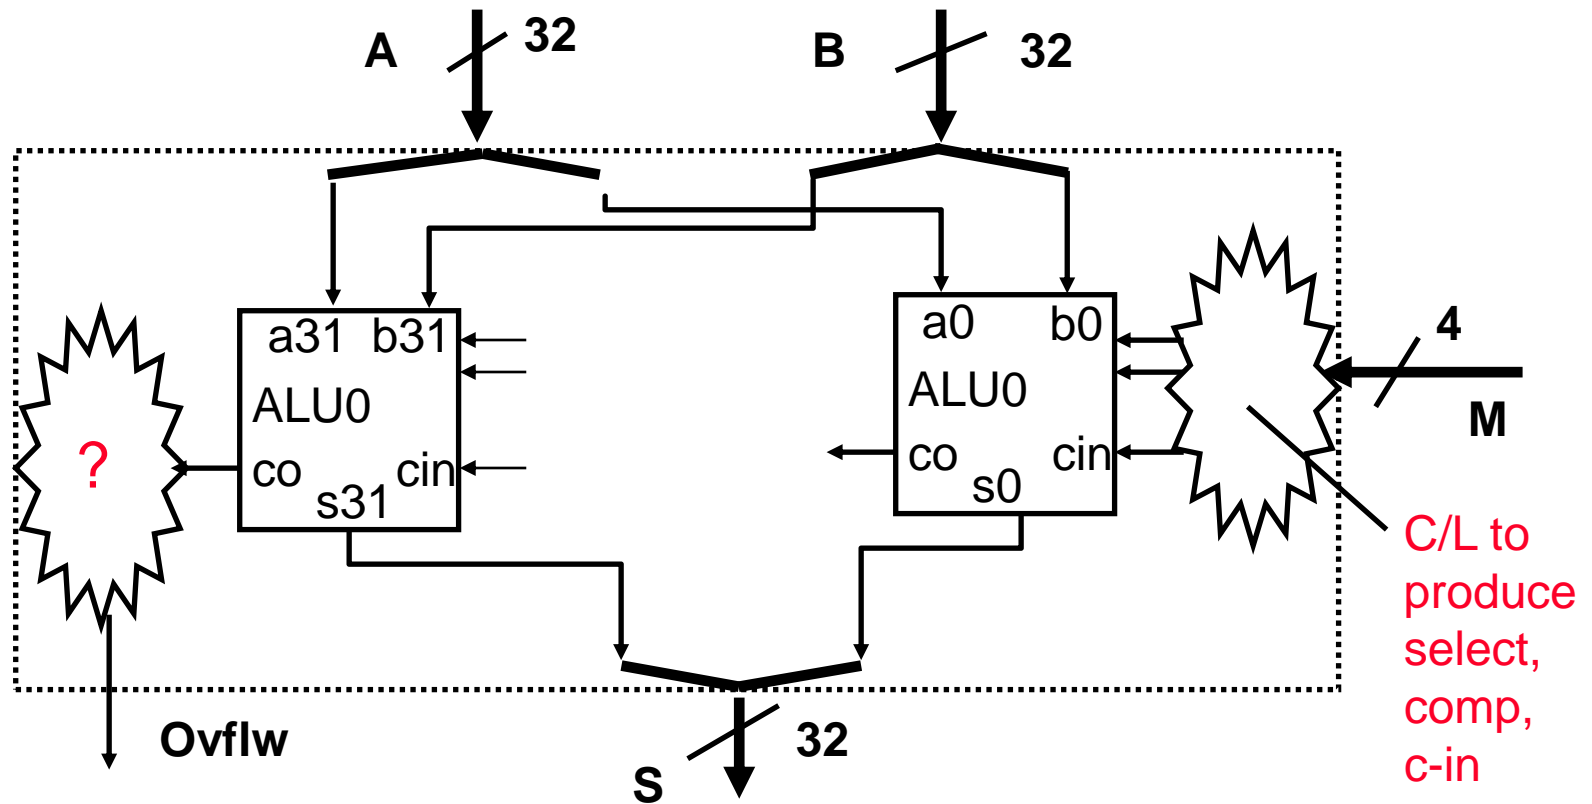 A
32
B
32
a31 b31
ALU0
co
cin
s31
a0 b0
ALU0
co
cin
s0
?
4
M
C/L to
produce
select,
comp,
c-in
Ovflw
S
32